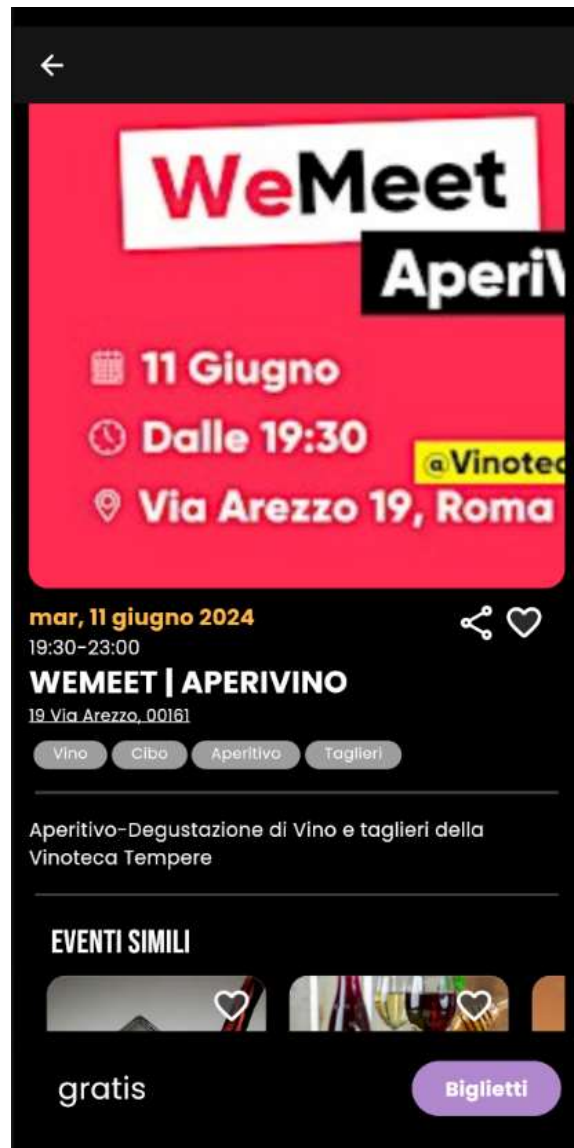 WeMeet
Aperi
11 Giugno
Dalle 19:30
@Vinotec
Via Arezzo 19, Roma
mar, 11 giugno 2024
19:30-23:00
WEMEET | APERIVINO
19 Via Arezzo, 00161
Vino Cibo Aperitivo Taglieri
Aperitivo-Degustazione di Vino e taglieri della
Vinoteca Tempere
EVENTI SIMILI
gratis Biglietti